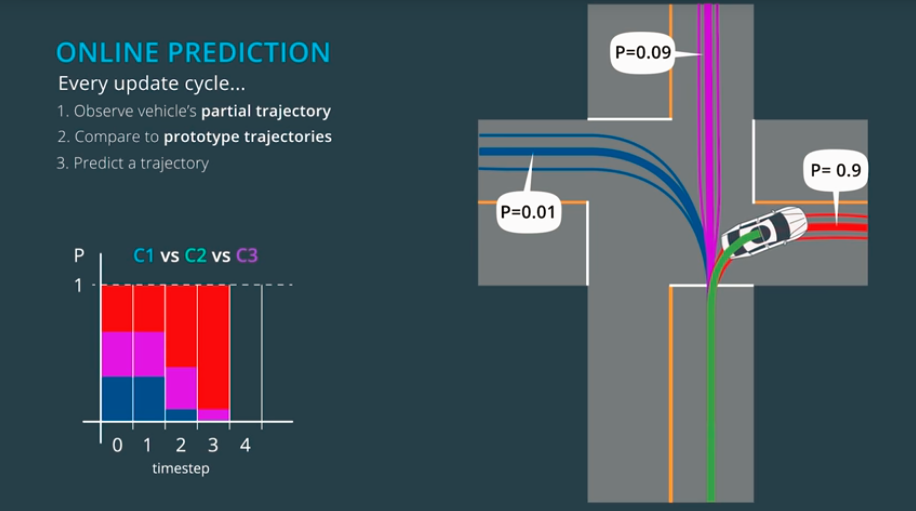 ONLINE PREDICTION
Every update cycle...
1. Observe vehicle's partial trajectory
2. Compare to prototype trajectories
3. Predict a trajectory
P=0.09
P= 0.9
P=0.01
P
C1 vs C2 vs C3
1
0 1 2 3 4
timestep